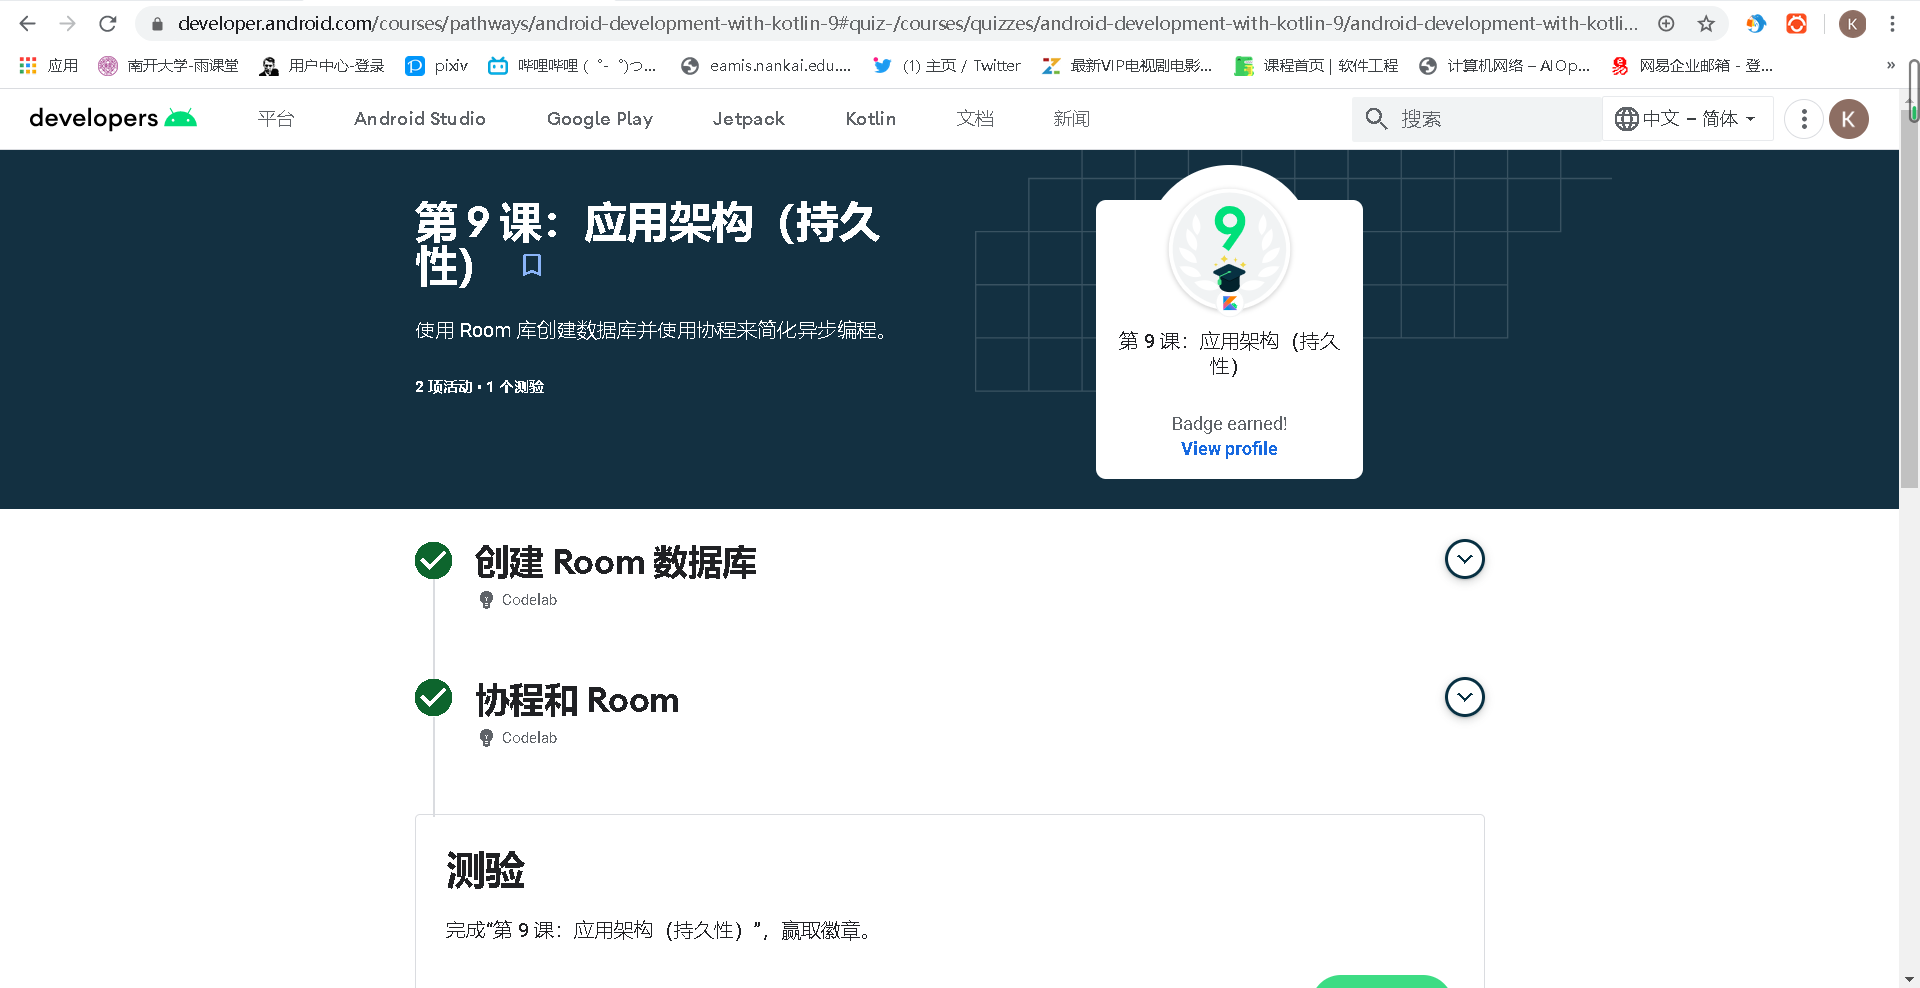 developer.android.com/courses/pathways/android-development-with-kotlin-9#quiz-/courses/quizzes/android-development-with-kotlin-9/android-development-with-kotli...
K
应用
南开大学-雨课堂
用户中心-登录
pixiv
哔哩哔哩 (゜-゜)つ...
eamis.nankai.edu....
(1) 主页 / Twitter
最新VIP电视剧电影...
课程首页 | 软件工程
计算机网络 – AIOp...
网易企业邮箱 - 登...
»
developers
平台
Android Studio
Google Play
Jetpack
Kotlin
文档
新闻
搜索
中文 – 简体
K
第 9 课：应用架构（持久
性）
使用 Room 库创建数据库并使用协程来简化异步编程。
2 项活动 • 1 个测验
9
第 9 课：应用架构（持久
性）
Badge earned!
View profile
创建 Room 数据库
Codelab
协程和 Room
Codelab
测验
完成“第 9 课：应用架构（持久性）”，赢取徽章。